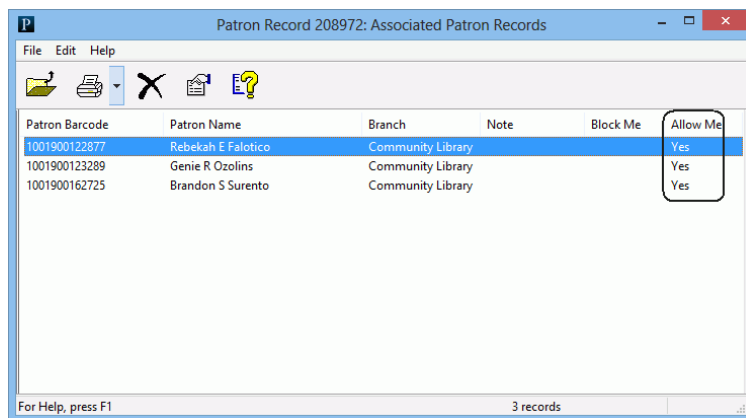 P Patron Record 208972: Associated Patron Records
File Edit Help
Patron Barcode Patron Name Branch Note Block Me Allow Me
1001900122877 Rebekah E Falotico Community Library Yes
1001900123289 Genie R Ozolins Community Library Yes
1001900162725 Brandon S Surento Community Library Yes
For Help, press F1 3 records